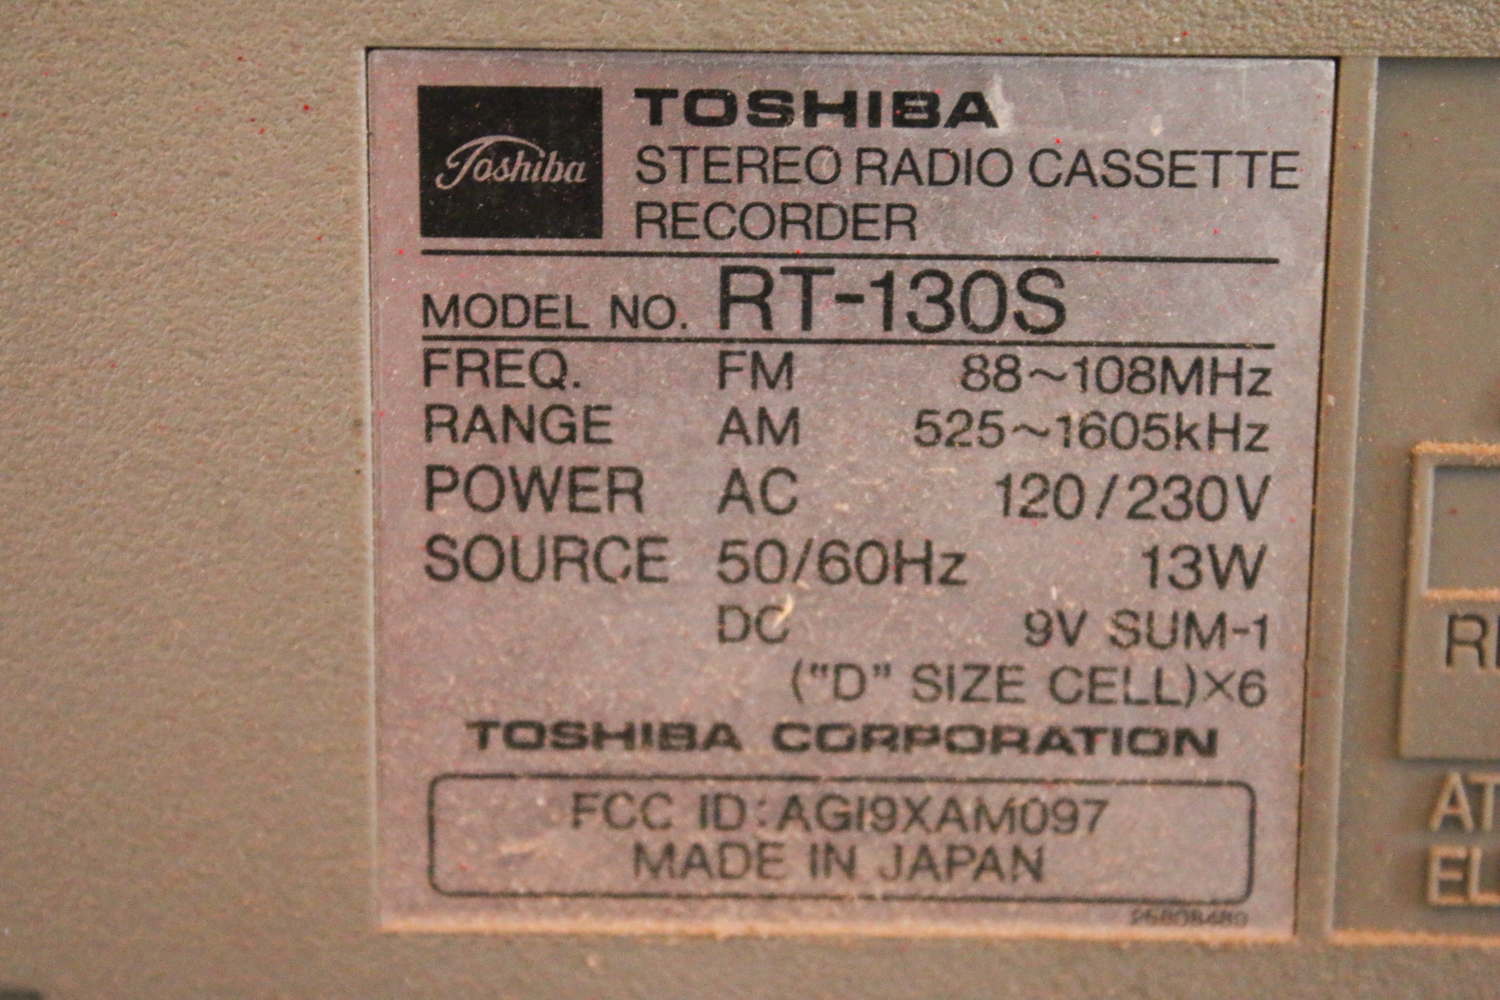 Toshiba
TOSHIBA
STEREO RADIO CASSETTE
RECORDER
MODEL NO. RT-130S
FREQ. FM 88~108MHz
RANGE AM 525~1605kHz
POWER AC 120/230V
SOURCE 50/60Hz 13W
DC 9V SUM-1
("D" SIZE CELL)×6
TOSHIBA CORPORATION
FCC ID:AGI9XAM097
MADE IN JAPAN